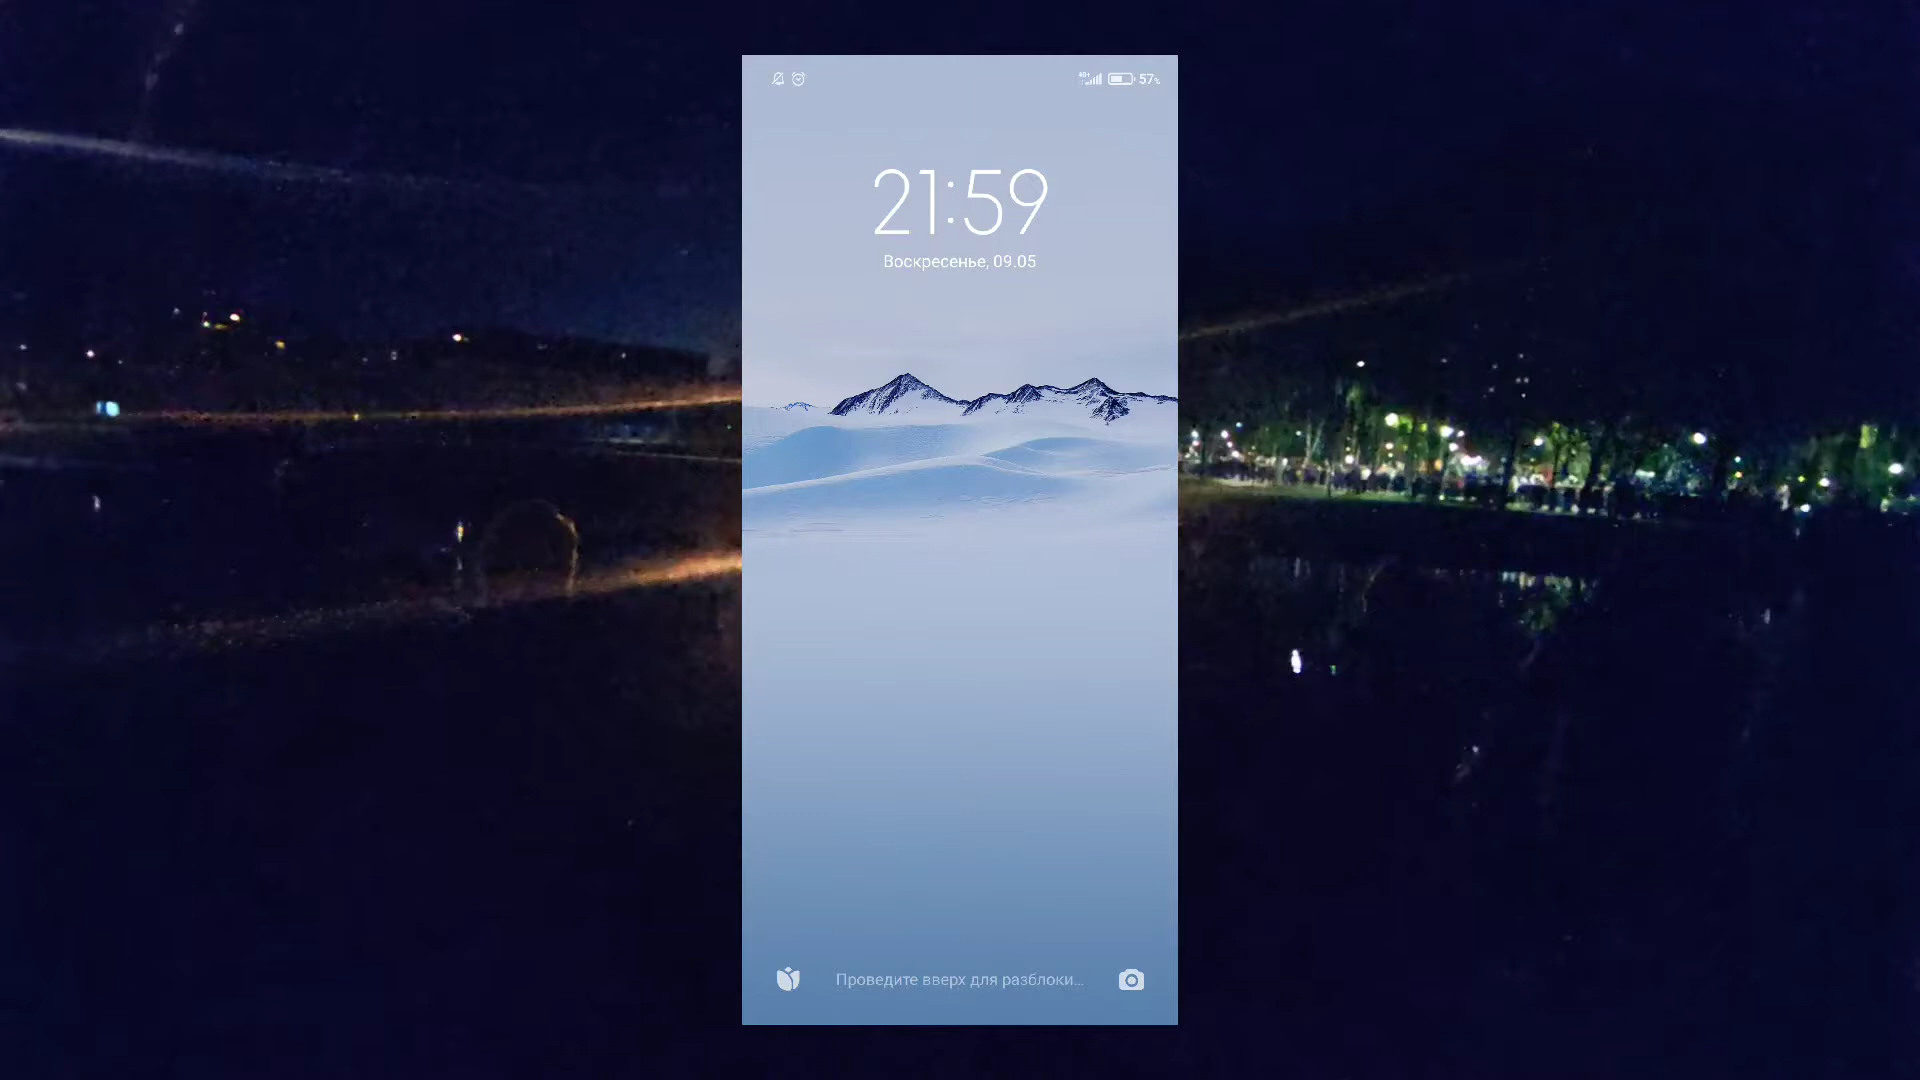 57%
21:59
Воскресенье, 09.05
Проведите вверх для разблоки...